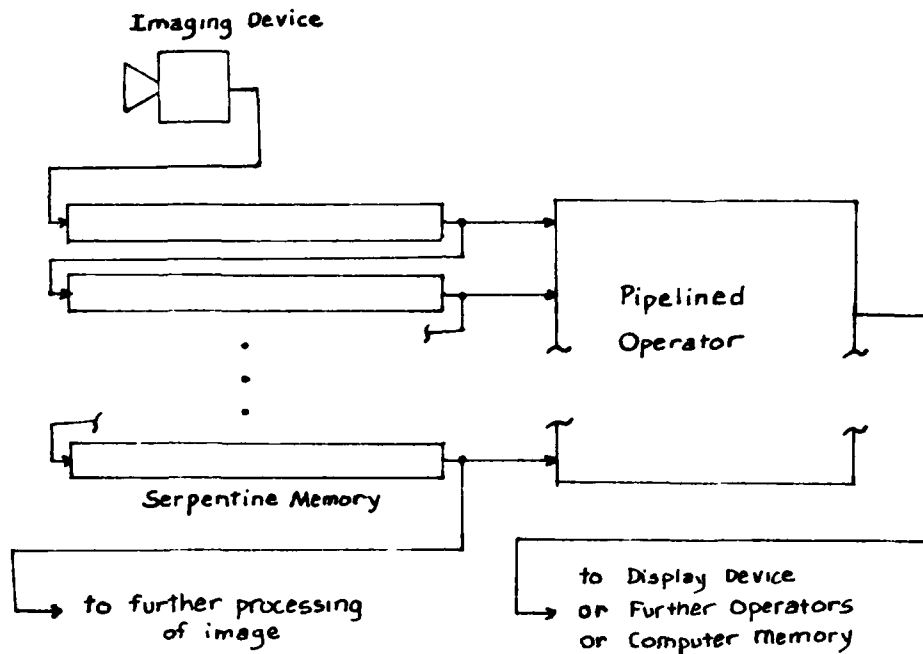 Imaging Device
Pipelined
Operator
Serpentine Memory
to further processing
of image
to Display Device
or Further Operators
or Computer Memory